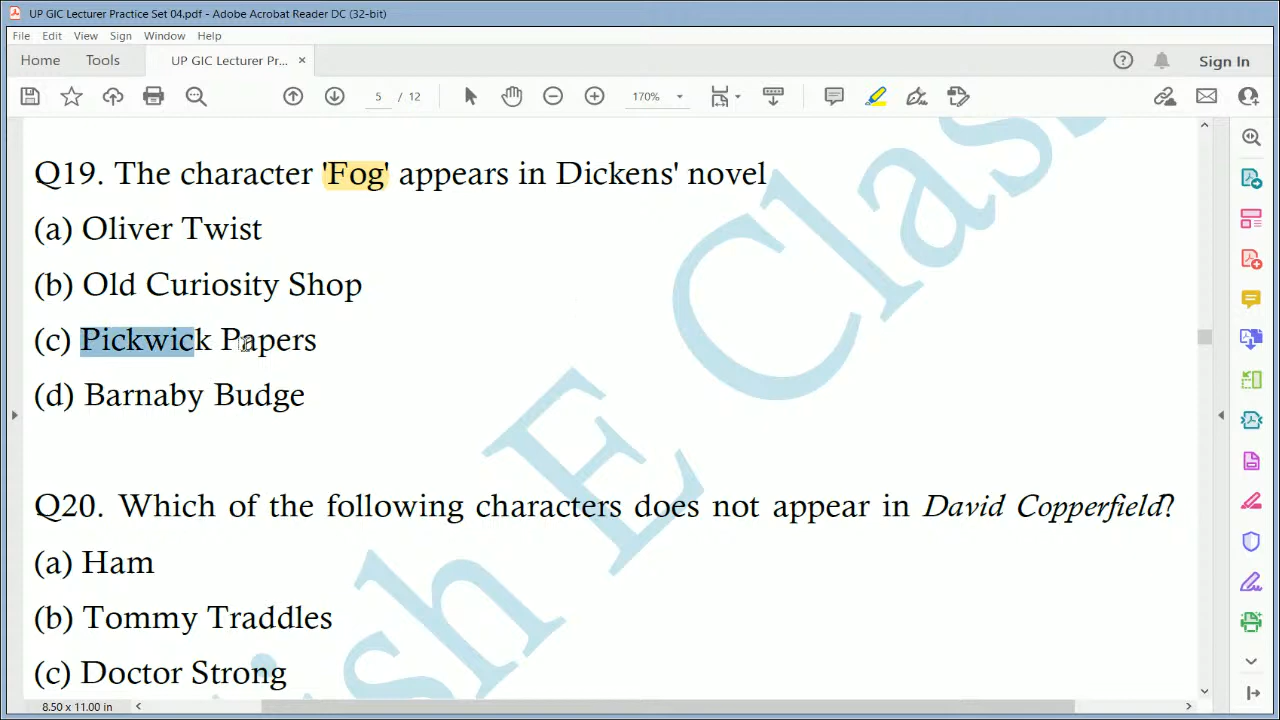 UP GIC Lecturer Practice Set 04.pdf - Adobe Acrobat Reader DC (32-bit)
File Edit View Sign Window Help
Home Tools UP GIC Lecturer Pr... × Sign In
5 / 12 170%
Q19. The character 'Fog' appears in Dickens' novel
(a) Oliver Twist
(b) Old Curiosity Shop
(c) Pickwick Papers
(d) Barnaby Budge
Q20. Which of the following characters does not appear in David Copperfield?
(a) Ham
(b) Tommy Traddles
(c) Doctor Strong
8.50 x 11.00 in
ish E Class